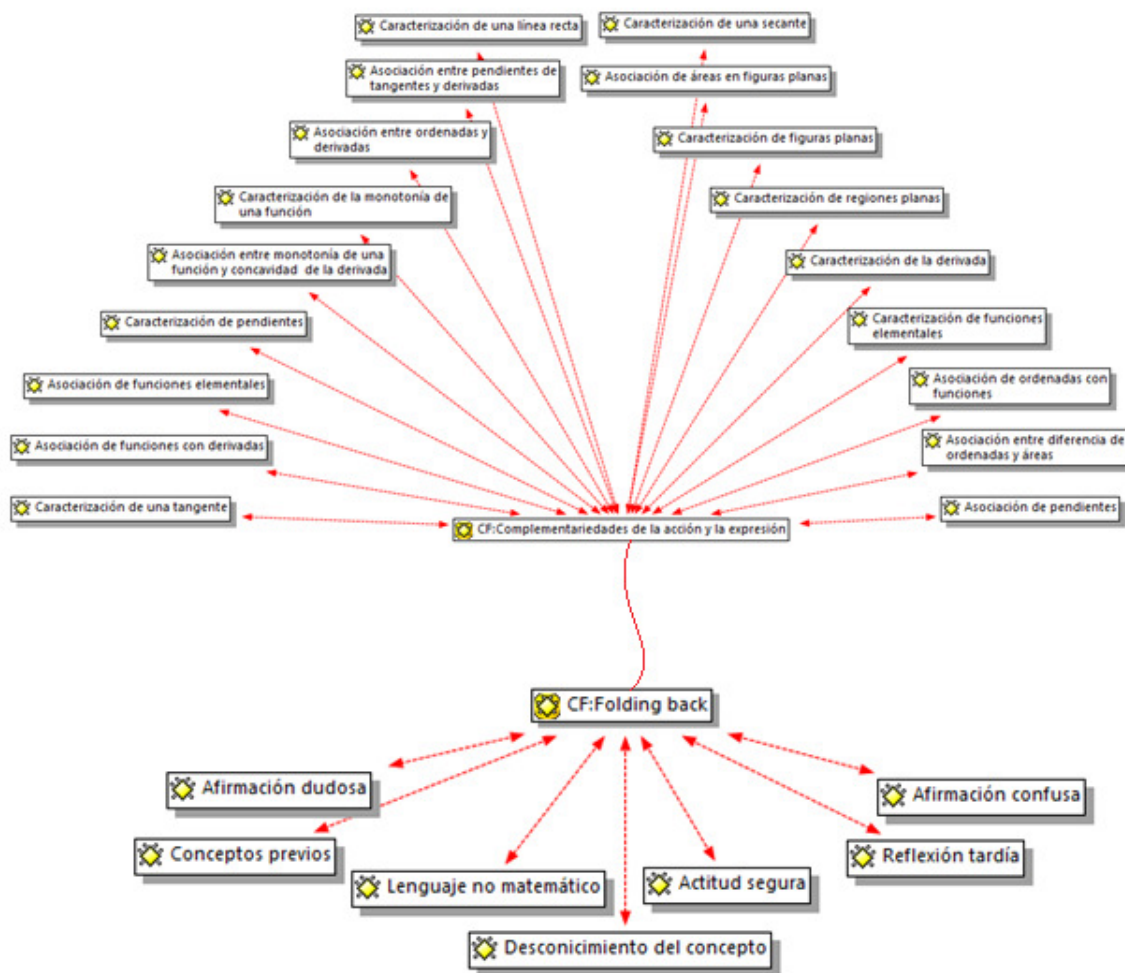 Caracterización de una línea recta
Caracterización de una secante
Asociación entre pendientes de
tangentes y derivadas
Asociación de áreas en figuras planas
Asociación entre ordenadas y
derivadas
Caracterización de figuras planas
Caracterización de la monotonía de
una función
Caracterización de regiones planas
Asociación entre monotonía de una
función y concavidad de la derivada
Caracterización de la derivada
Caracterización de pendientes
Caracterización de funciones
elementales
Asociación de funciones elementales
Asociación de ordenadas con
funciones
Asociación de funciones con derivadas
Asociación entre diferencia de
ordenadas y áreas
Caracterización de una tangente
Asociación de pendientes
CF:Complementariedades de la acción y la expresión
CF:Folding back
Afirmación dudosa
Afirmación confusa
Conceptos previos
Reflexión tardía
Lenguaje no matemático
Actitud segura
Desconicimiento del concepto